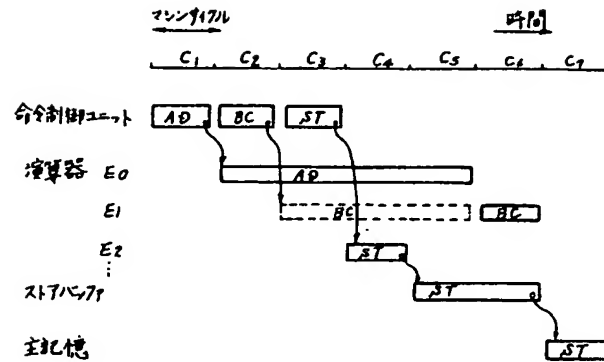 マシンサイクル 時間
C1 C2 C3 C4 C5 C6 C7
命令制御ユニット AD BC ST
演算器 E0 AD
E1 BC BC
E2 ST
⋮
ストアバッファ ST
主記憶 ST